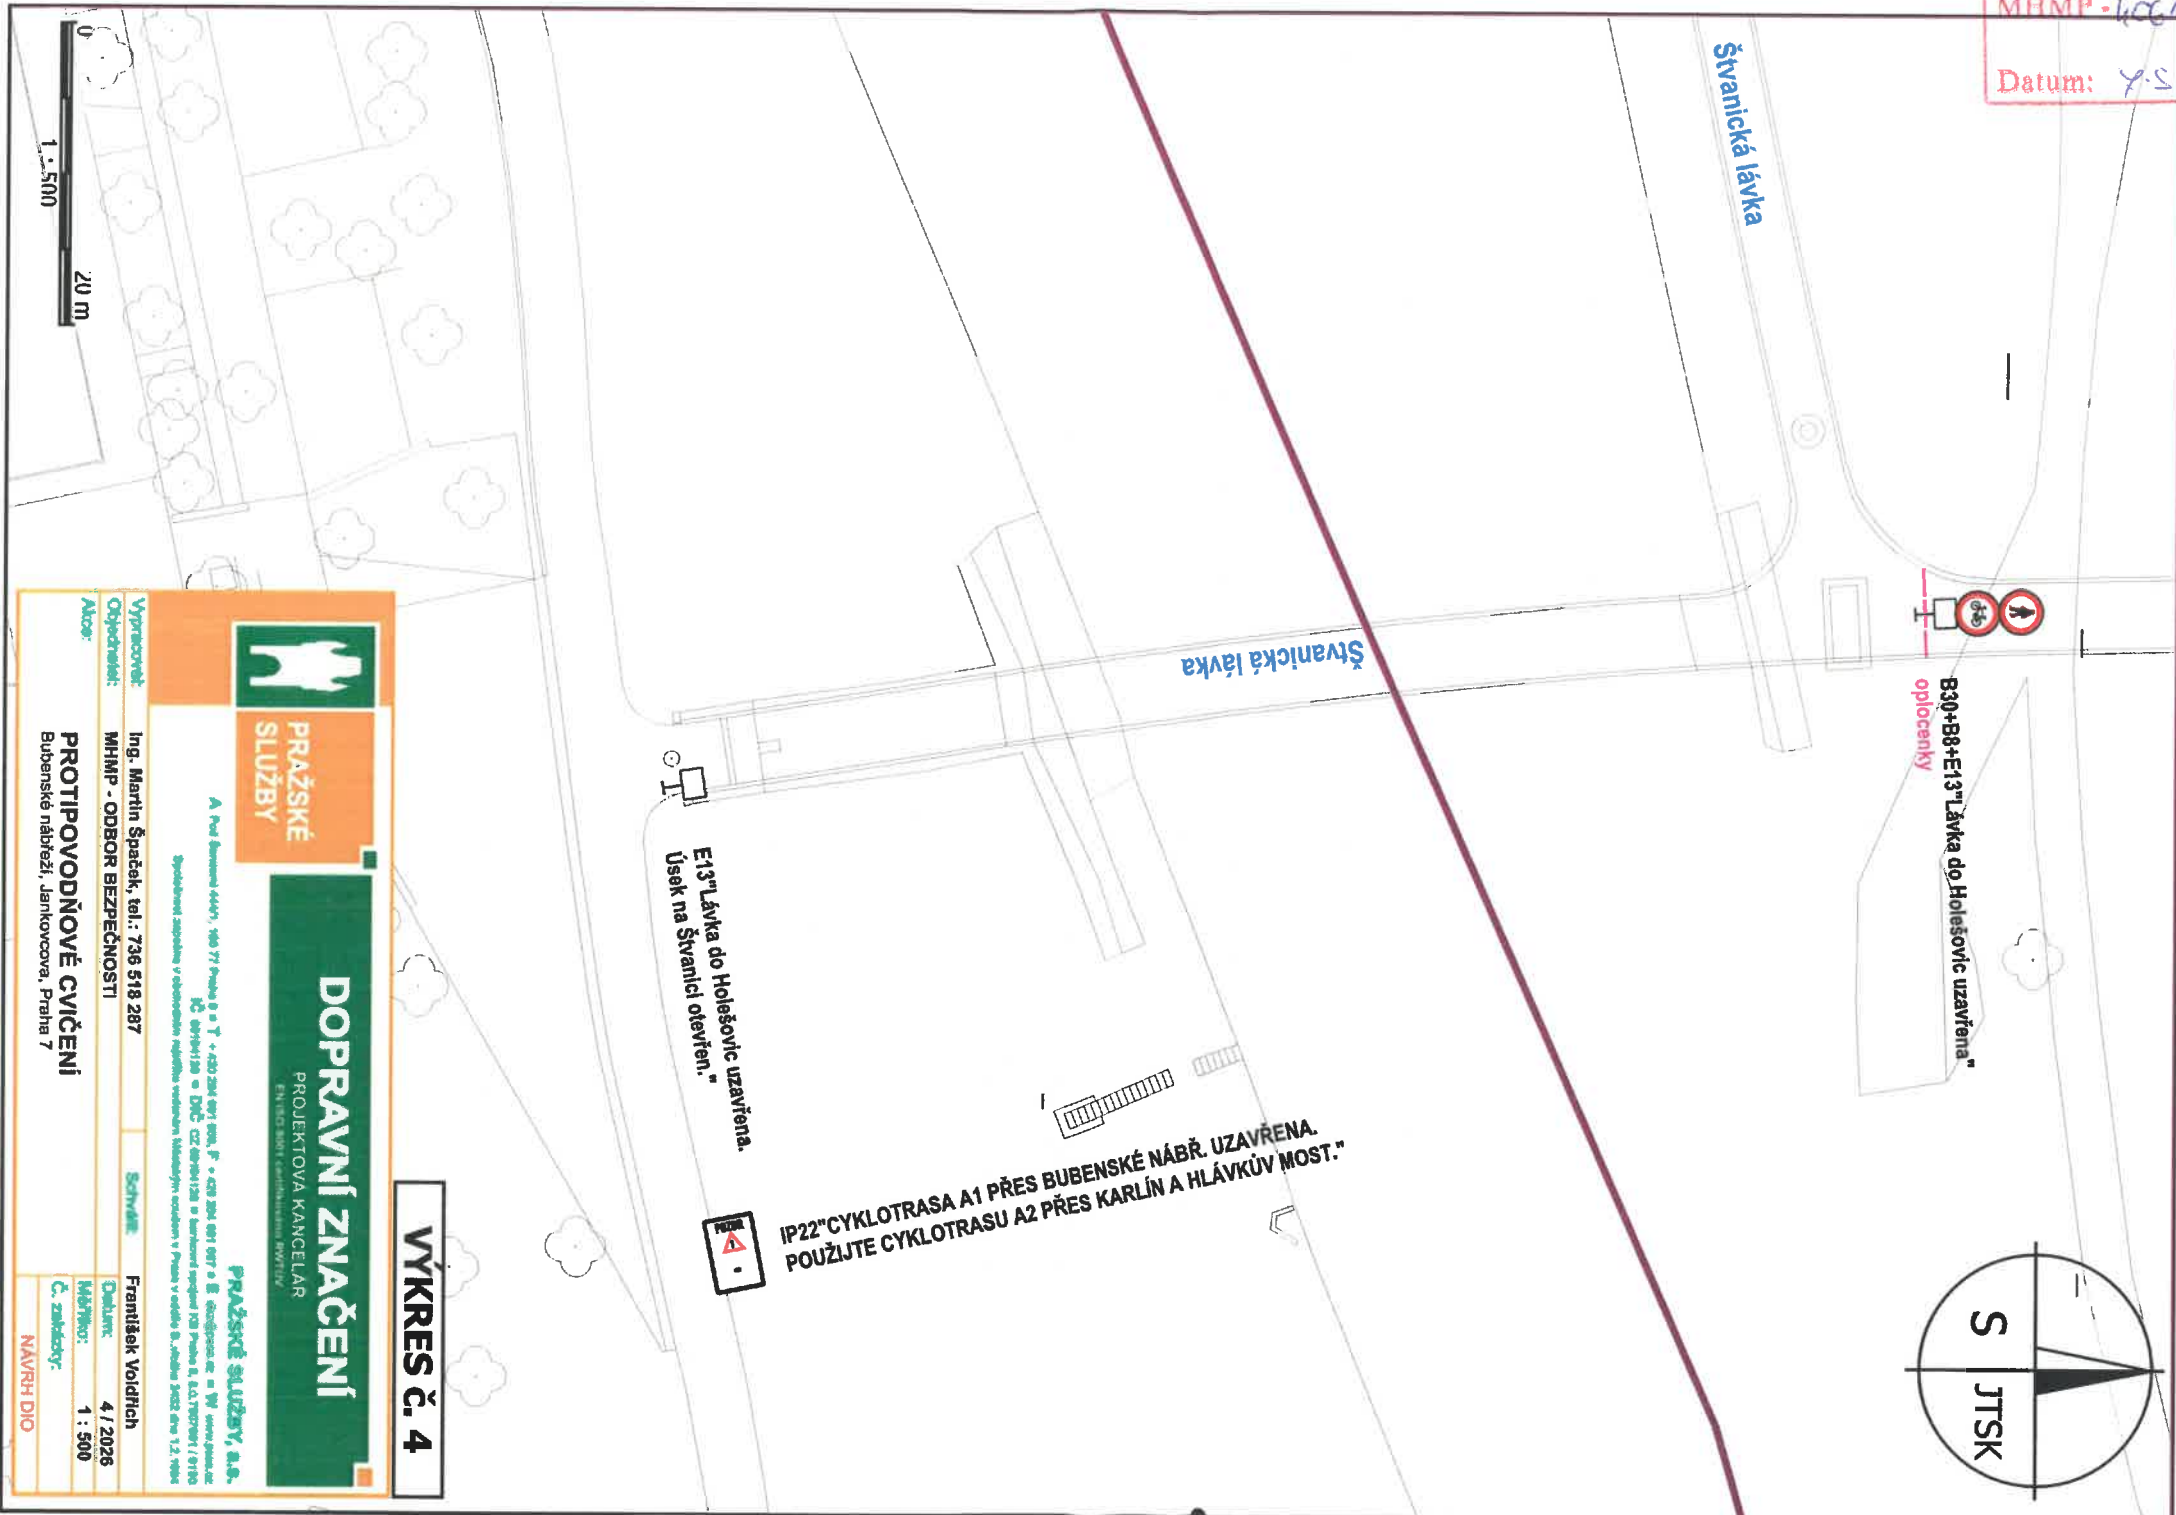 MHMP -
Datum:
Štvanická lávka
Štvanická lávka
B30+B8+E13"Lávka do Holešovic uzavřena"
oplocenky
E13"Lávka do Holešovic uzavřena.
Úsek na Štvanici otevřen."
IP22"CYKLOTRASA A1 PŘES BUBENSKÉ NÁBŘ. UZAVŘENA.
POUŽIJTE CYKLOTRASU A2 PŘES KARLÍN A HLÁVKŮV MOST."
POZOR
S JTSK
0
20 m
1 : 500
VÝKRES č. 4
PRAŽSKÉ
SLUŽBY
DOPRAVNÍ ZNAČENÍ
PROJEKTOVÁ KANCELÁŘ
PRAŽSKÉ SLUŽBY, a.s.
Vypracoval: Ing. Martin Špaček, tel.: 736 518 287
Schválil: František Voldřich
Objednatel: MHMP - ODBOR BEZPEČNOSTI
Datum: 4 / 2026
Akce: PROTIPOVODŇOVÉ CVIČENÍ
Bubenské nábřeží, Jankovcova, Praha 7
Měřítko: 1 : 500
Č. zakázky:
NÁVRH DIO